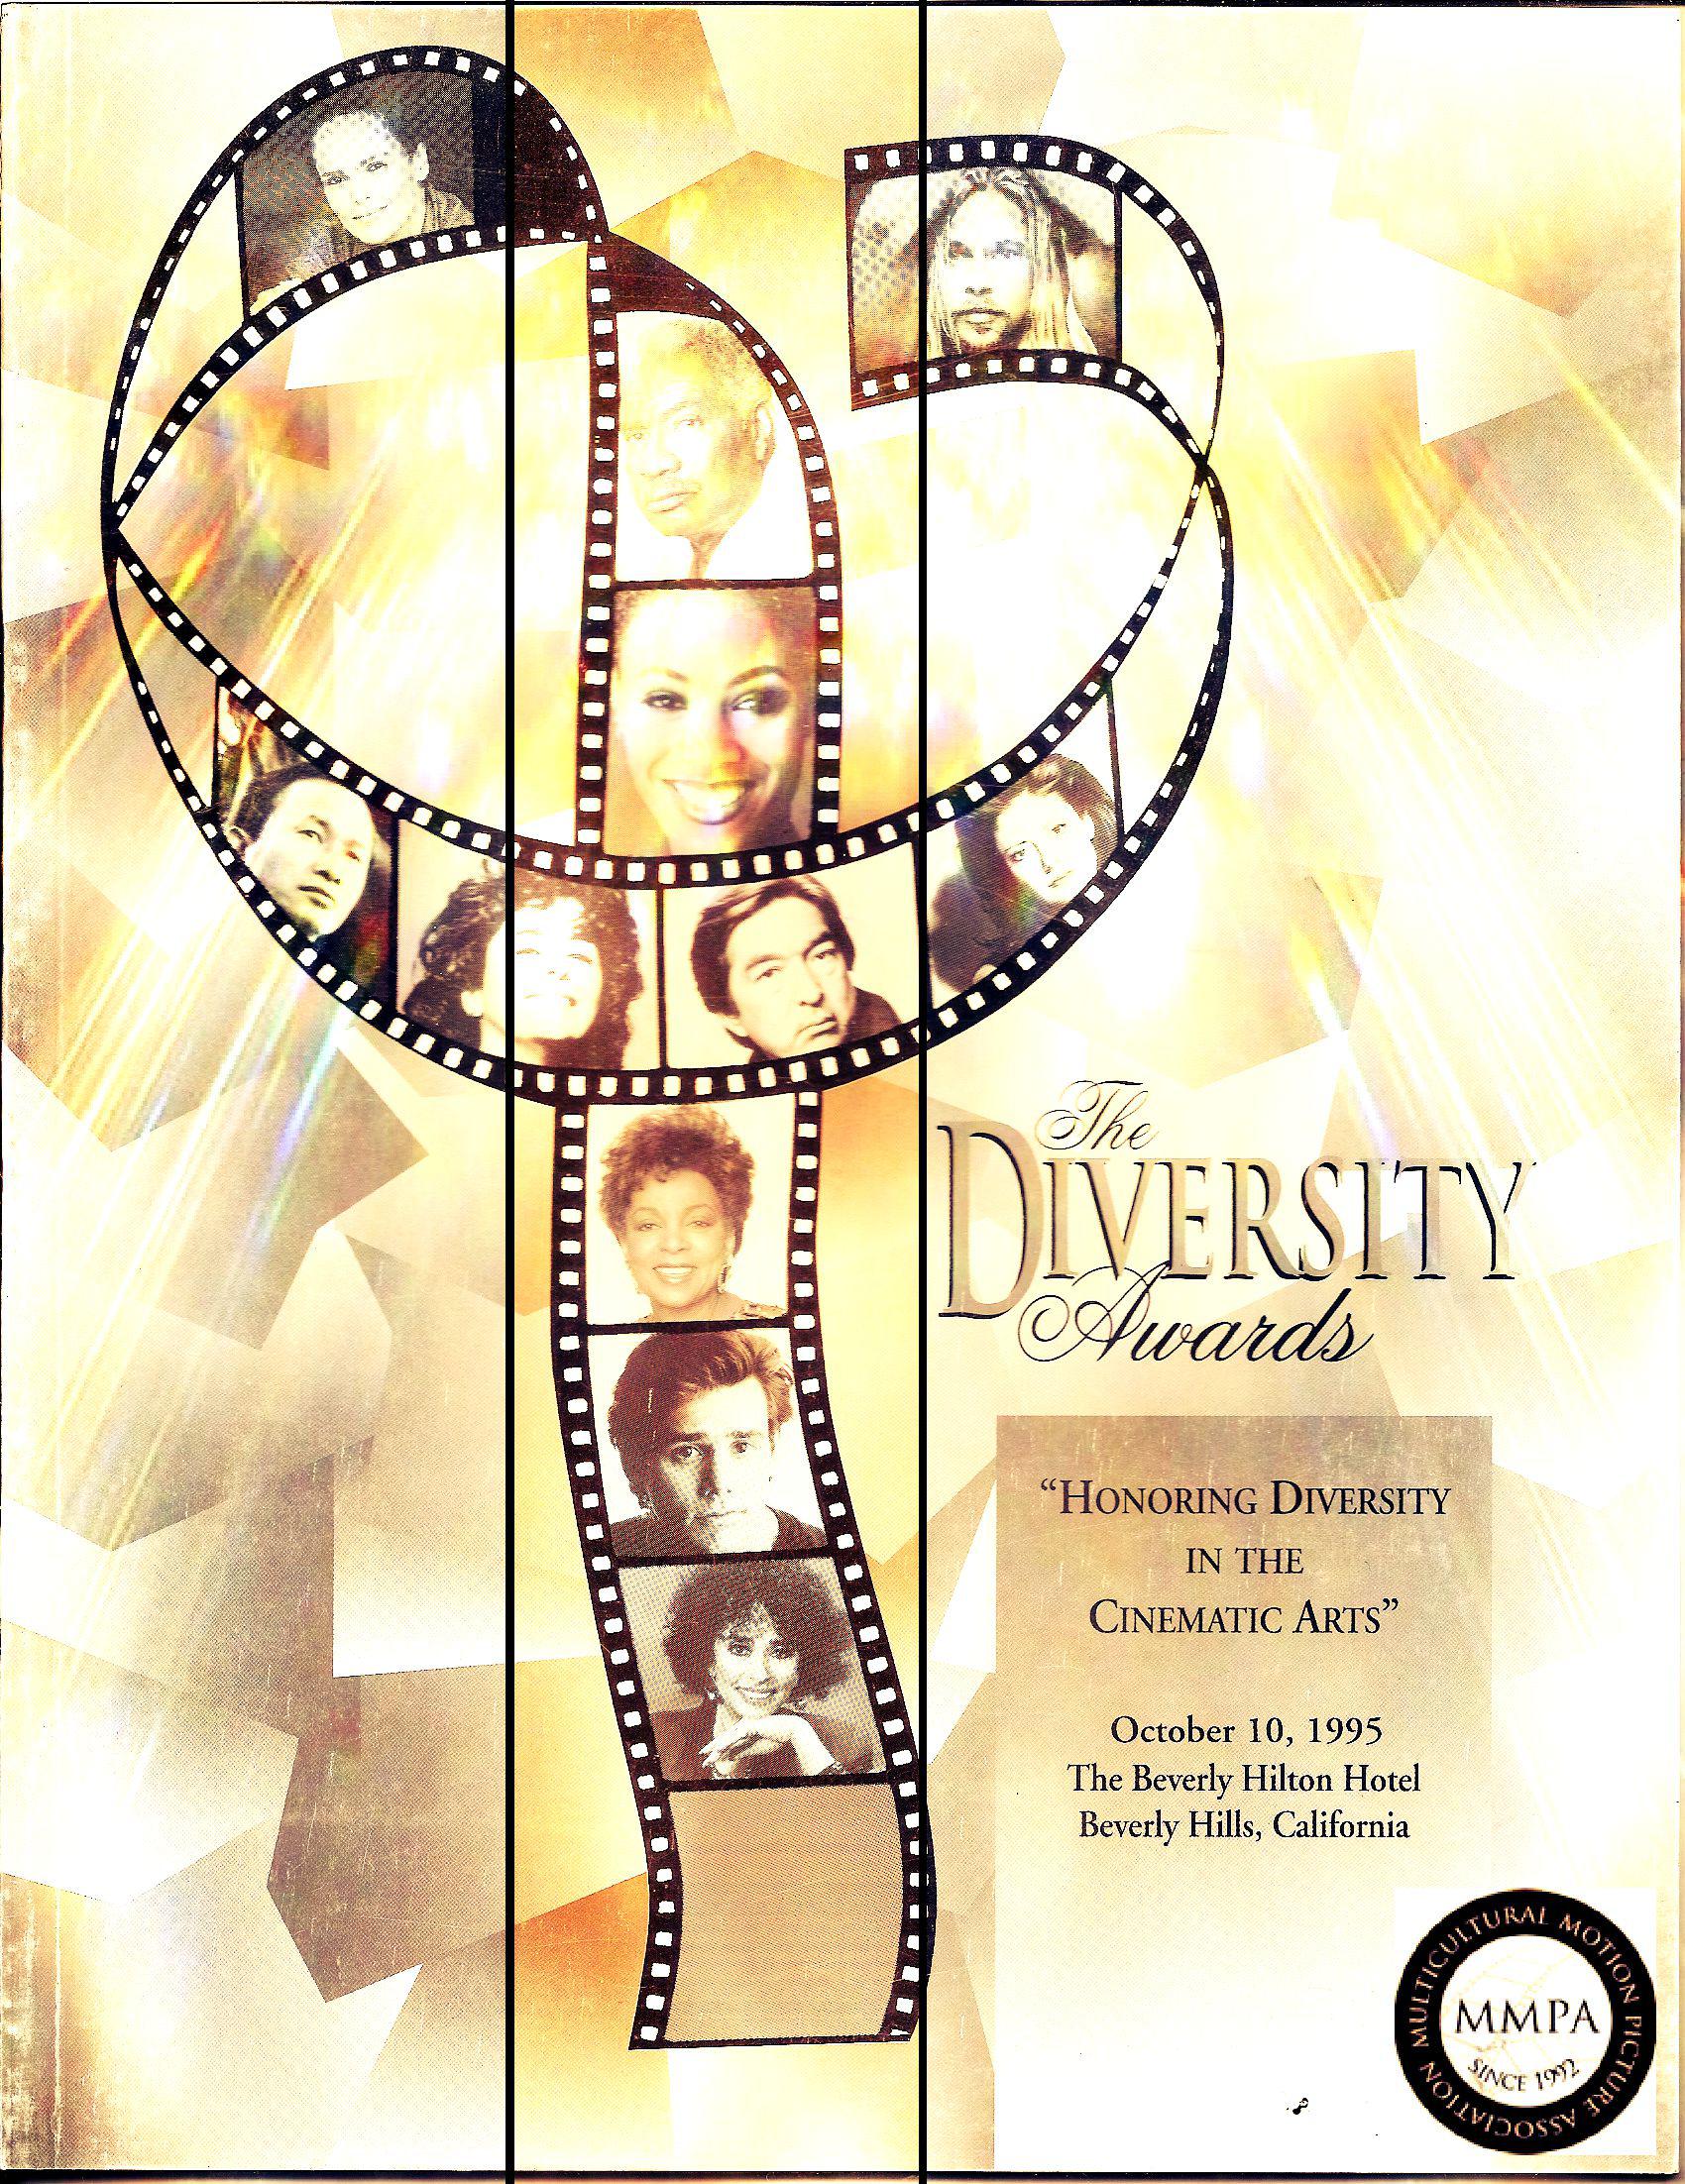 The
DIVERSITY
Awards
“HONORING DIVERSITY
IN THE
CINEMATIC ARTS”
October 10, 1995
The Beverly Hilton Hotel
Beverly Hills, California
MULTICULTURAL MOTION PICTURE ASSOCIATION
MMPA
SINCE 1992